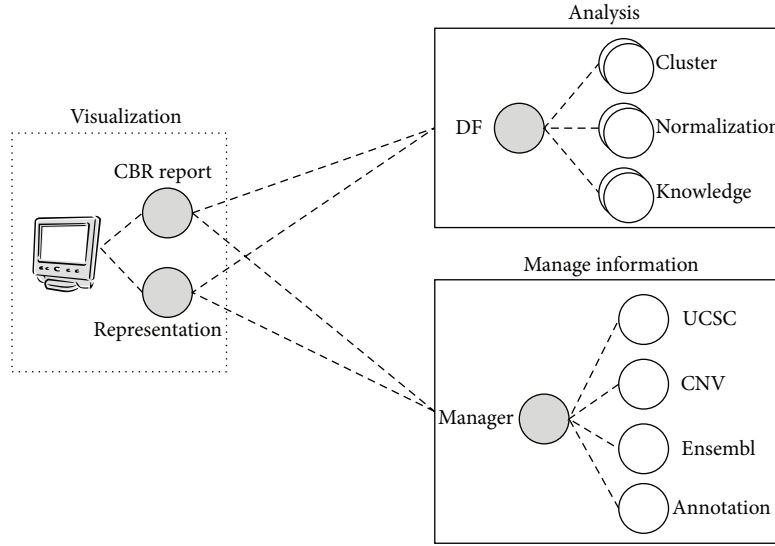 Visualization
CBR report
Representation
Analysis
DF
Cluster
Normalization
Knowledge
Manage information
Manager
UCSC
CNV
Ensembl
Annotation